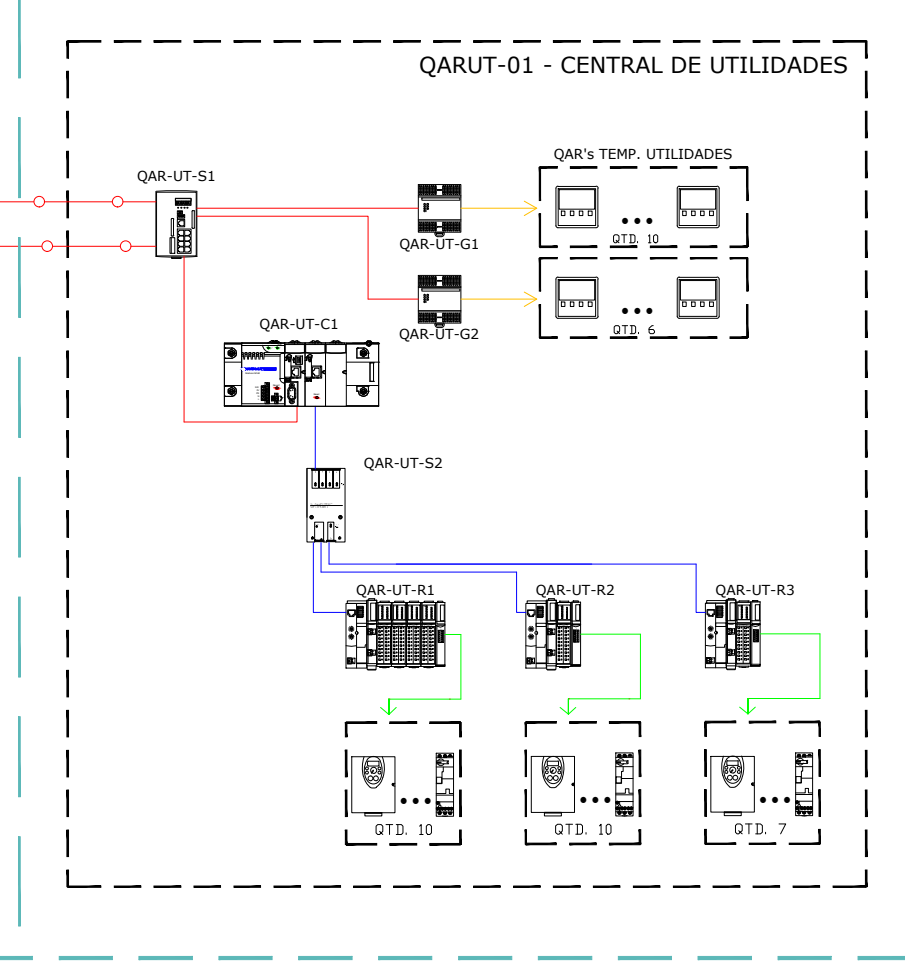 QARUT-01 - CENTRAL DE UTILIDADES
QAR's TEMP. UTILIDADES
QAR-UT-S1
QTD. 10
QAR-UT-G1
QAR-UT-C1
QTD. 6
QAR-UT-G2
QAR-UT-S2
QAR-UT-R1
QAR-UT-R2
QAR-UT-R3
QTD. 10
QTD. 10
QTD. 7